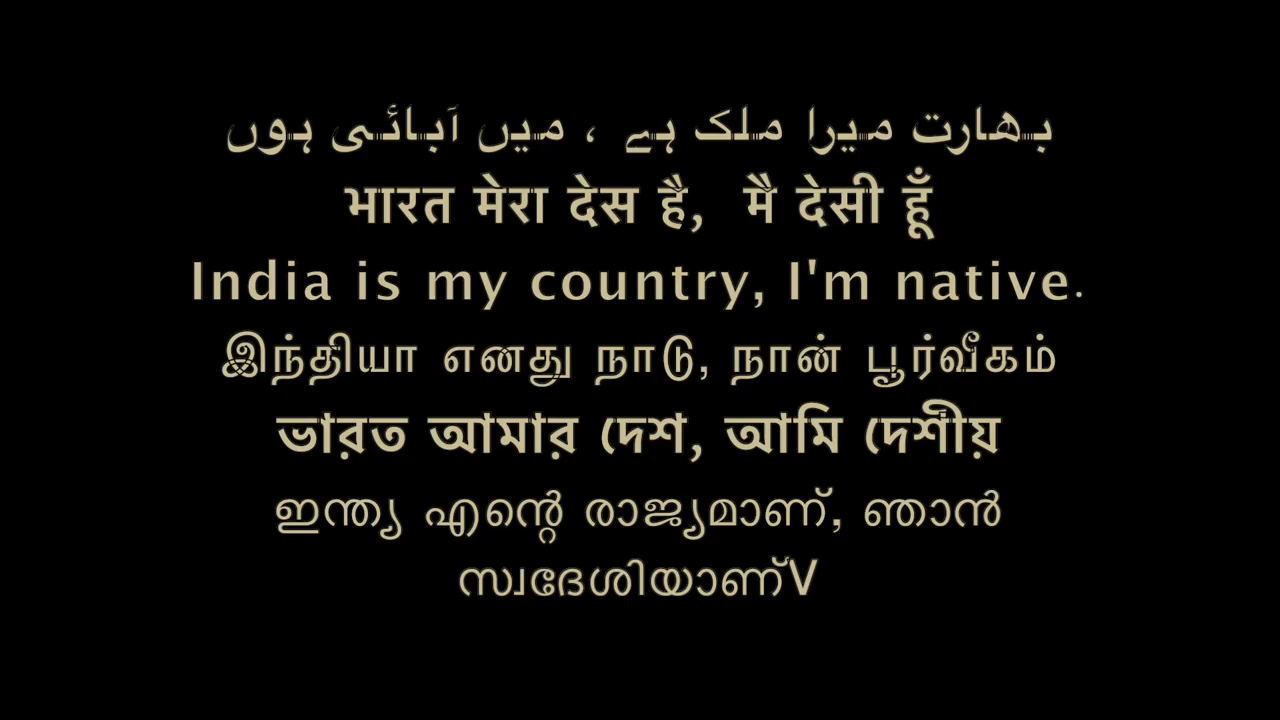 بھارت میرا ملک ہے ، میں آبائی ہوں
भारत मेरा देस है, मै देसी हूँ
India is my country, I'm native.
இந்தியா எனது நாடு, நான் பூர்வீகம்
ভারত আমার দেশ, আমি দেশীয়
ഇന്ത്യ എന്റെ രാജ്യമാണ്, ഞാൻ
സ്വദേശിയാണ്V